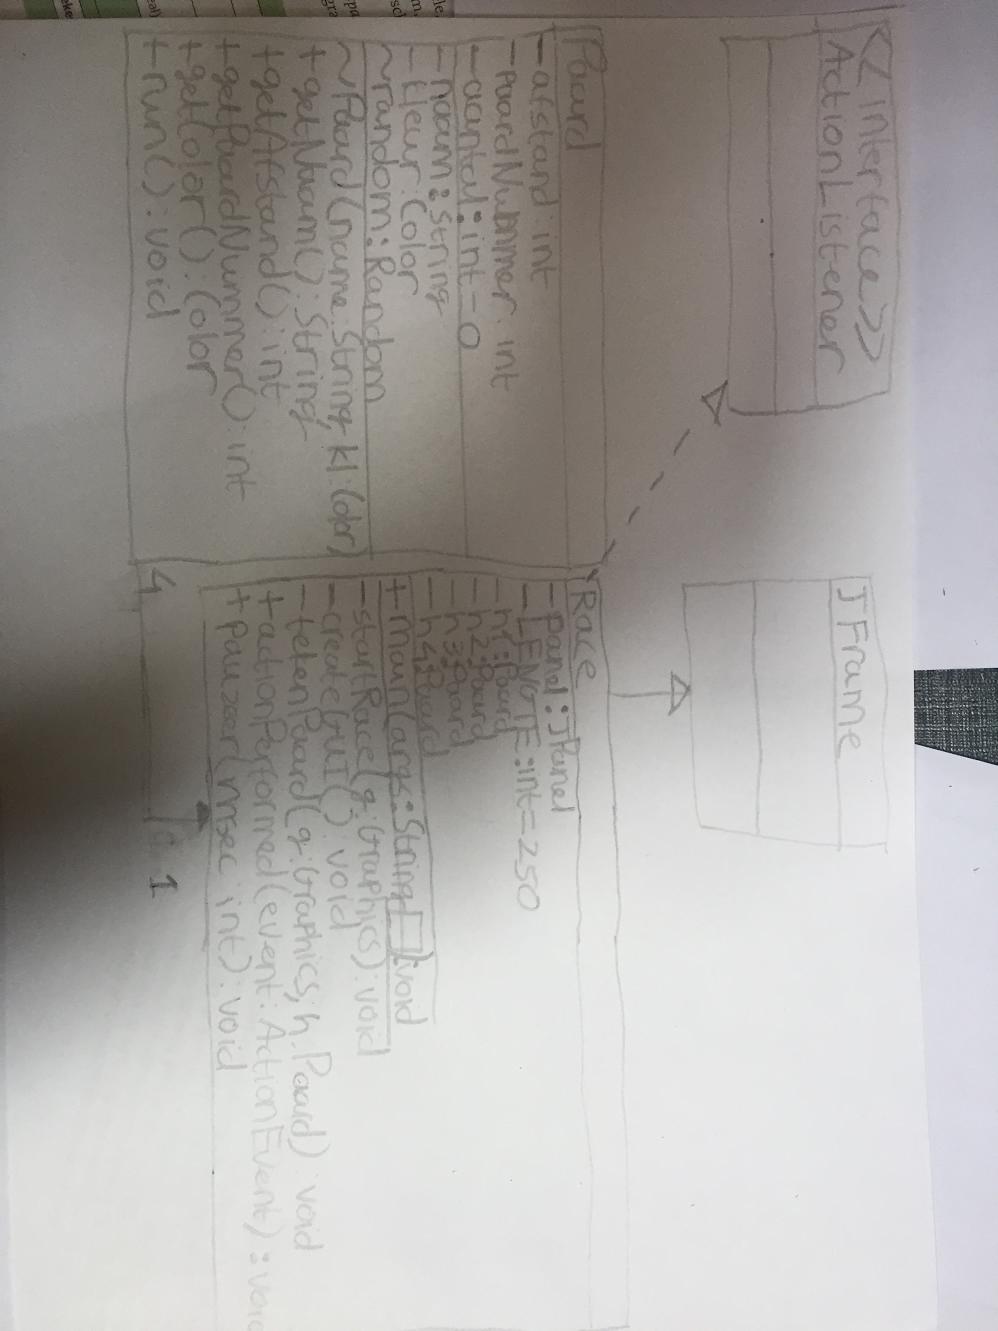 <<interface>>
ActionListener
JFrame
Paard
-afstand: int
-paardNummer: int
-aantal: int=0
-naam: String
-kleur: Color
~random: Random
~Paard(name: String, kl: Color)
+getNaam(): String
+getAfstand(): int
+getPaardNummer(): int
+getColor(): Color
+run(): void
4
Race
-panel: JPanel
-LENGTE: int=250
-h1: Paard
-h2: Paard
-h3: Paard
-h4: Paard
+main(args: String[]): void
-startRace(g: Graphics): void
-createGUI(): void
-tekenPaard(g: Graphics, h: Paard): void
+actionPerformed(event: ActionEvent): void
+pauzeer(msec: int): void
1